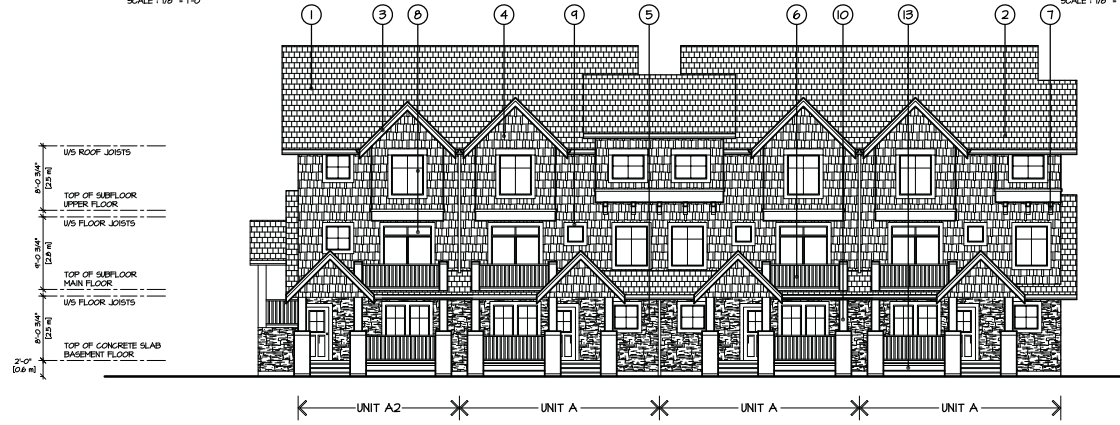 SCALE : 1/8" = 1'-0"
SCALE : 1/8" =
1 3 8 4 9 5 6 10 13 2 7
U/S ROOF JOISTS
8'-0 3/4"
[2.5 m]
TOP OF SUBFLOOR
UPPER FLOOR
U/S FLOOR JOISTS
9'-0 3/4"
[2.8 m]
TOP OF SUBFLOOR
MAIN FLOOR
U/S FLOOR JOISTS
8'-0 3/4"
[2.5 m]
TOP OF CONCRETE SLAB
BASEMENT FLOOR
2'-0"
[0.6 m]
UNIT A2 UNIT A UNIT A UNIT A